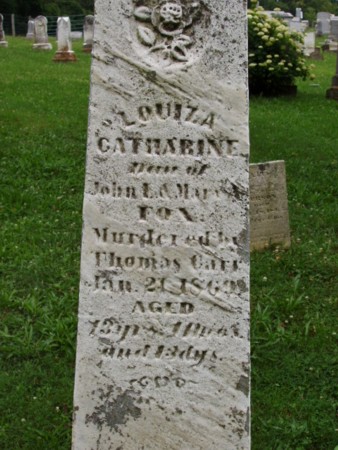 LOUIZA
CATHARINE
Dau of
John L. & Mary A.
FOX.
Murdered by
Thomas Carr
Jan. 21, 1869
AGED
13 yrs. 11 mos.
and 13 dys.